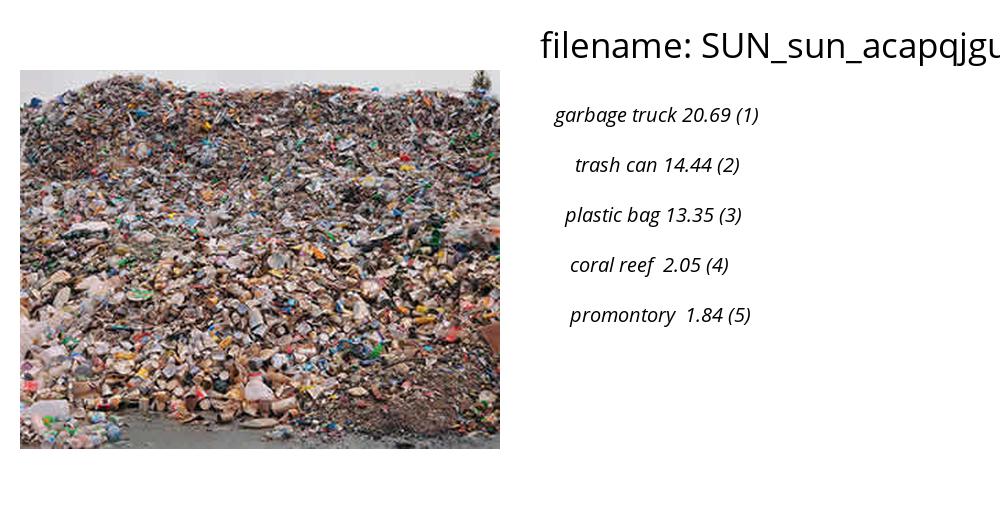 filename: SUN_sun_acapqjgu
garbage truck 20.69 (1)
trash can 14.44 (2)
plastic bag 13.35 (3)
coral reef 2.05 (4)
promontory 1.84 (5)